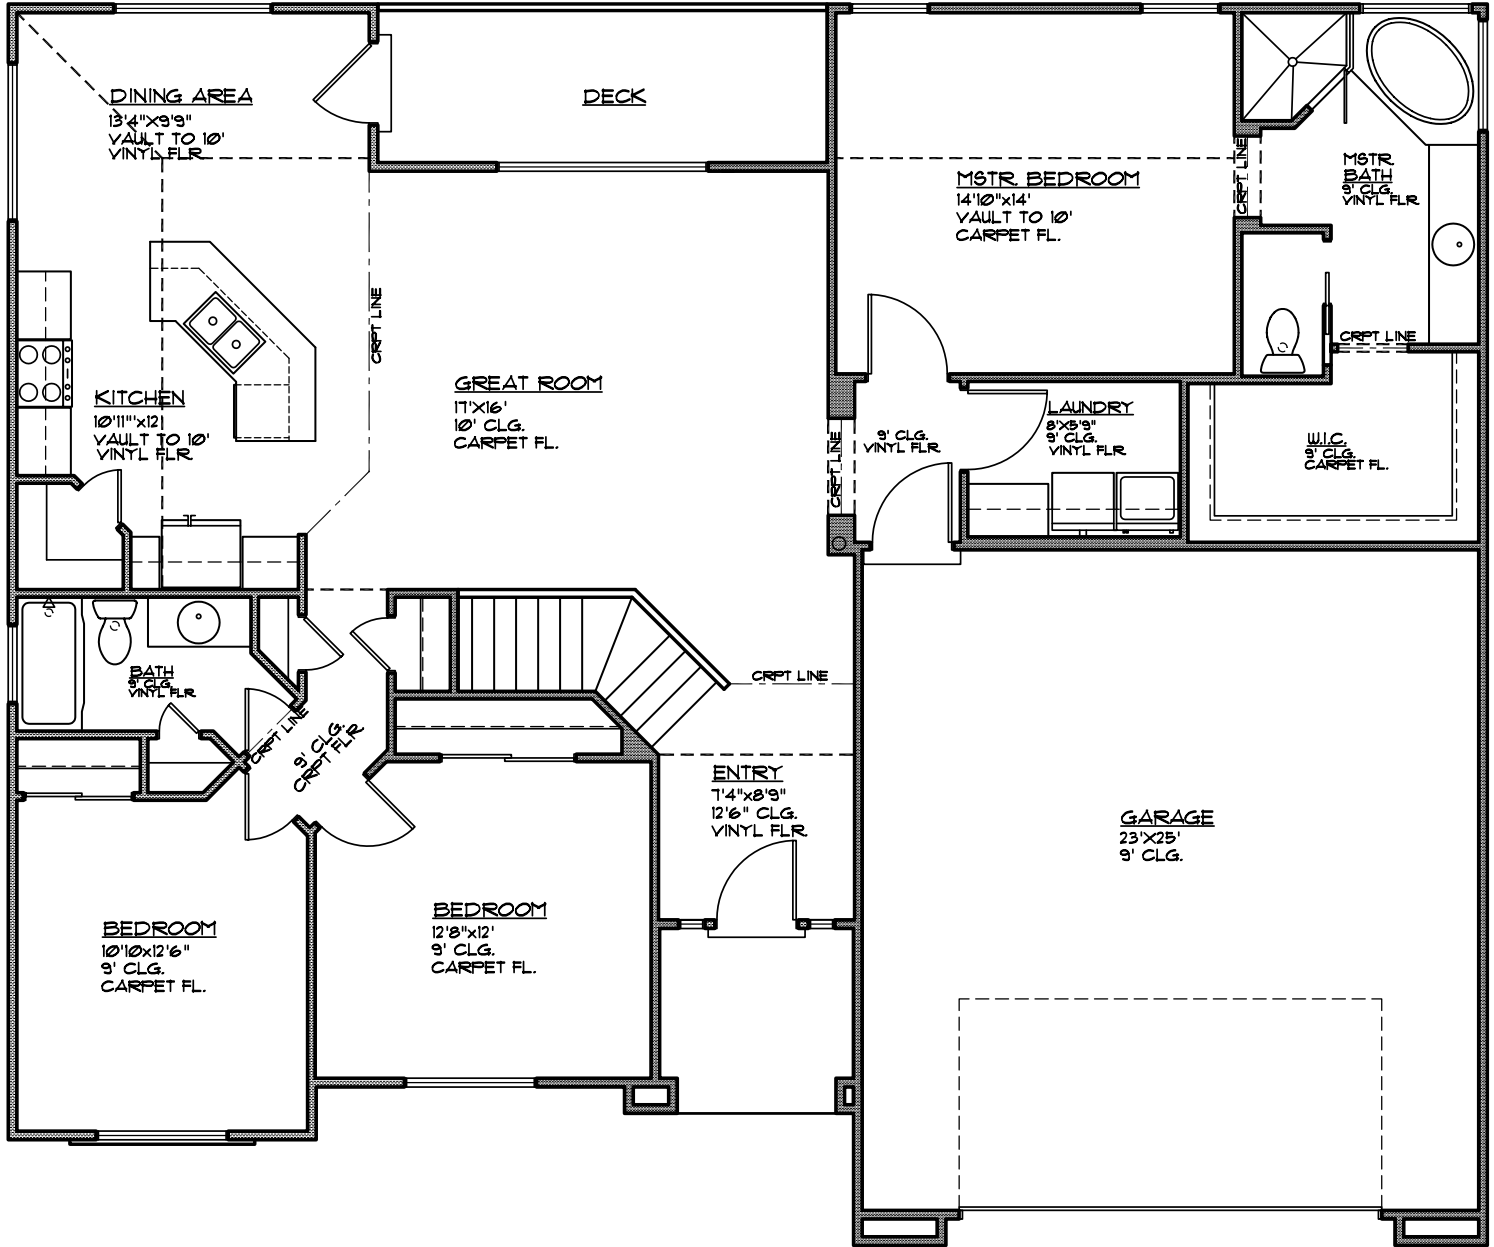 DINING AREA
13'4"X9'9"
VAULT TO 10'
VINYL FLR.
DECK
MSTR. BEDROOM
14'10"x14'
VAULT TO 10'
CARPET FL.
CRPT LINE
MSTR.
BATH
9' CLG.
VINYL FLR.
CRPT LINE
CRPT LINE
KITCHEN
10'11"'x12'
VAULT TO 10'
VINYL FLR.
GREAT ROOM
17'X16'
10' CLG.
CARPET FL.
CRPT LINE
9' CLG.
VINYL FLR.
LAUNDRY
8'X5'9"
9' CLG.
VINYL FLR.
W.I.C.
9' CLG.
CARPET FL.
BATH
9' CLG.
VINYL FLR.
CRPT LINE
9' CLG.
CRPT FLR
CRPT LINE
ENTRY
7'4"x8'9"
12'6" CLG.
VINYL FLR.
GARAGE
23'X25'
9' CLG.
BEDROOM
10'10x12'6"
9' CLG.
CARPET FL.
BEDROOM
12'8"x12'
9' CLG.
CARPET FL.